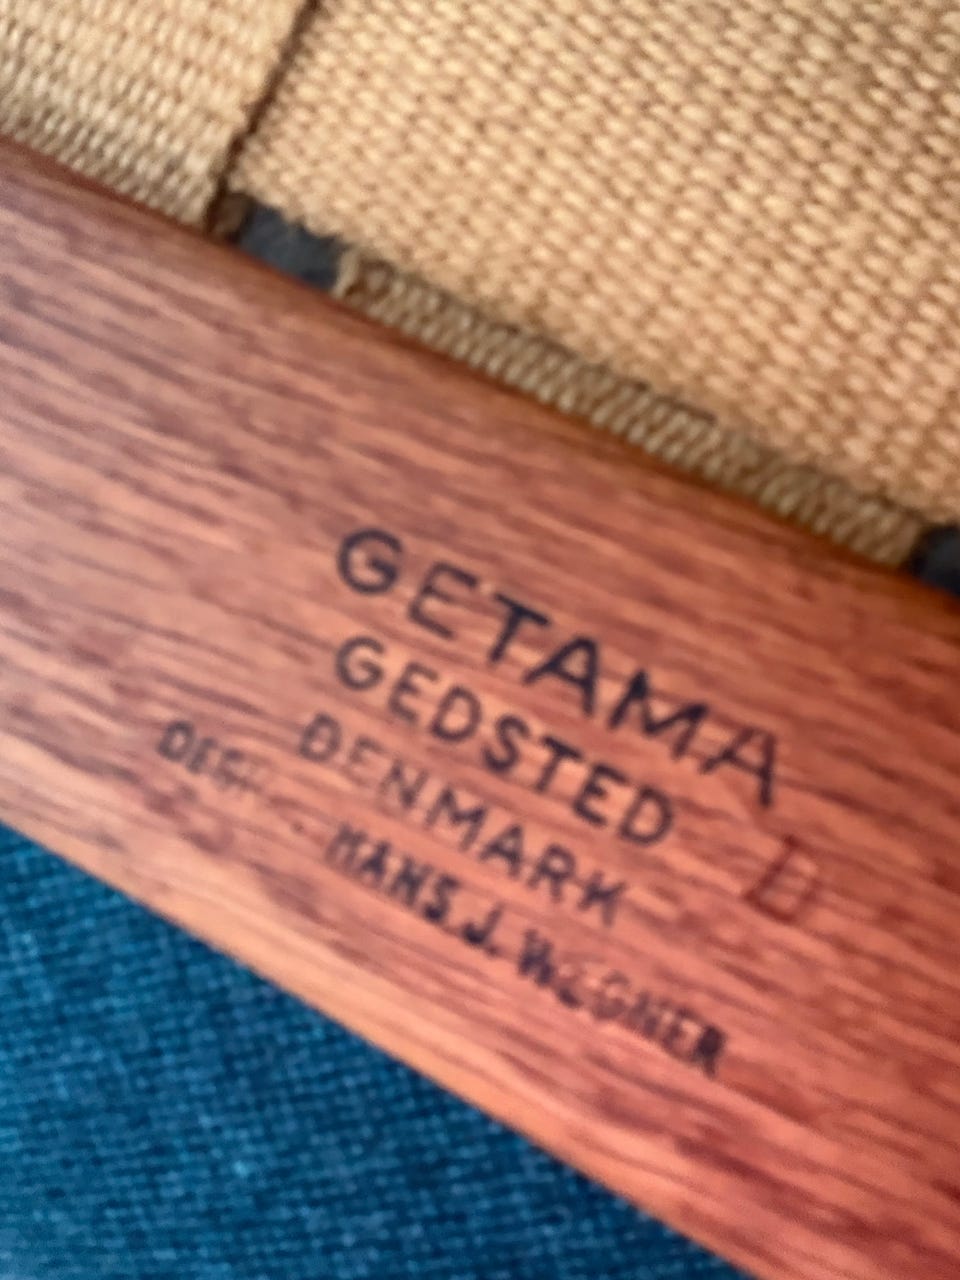 GETAMA
GEDSTED
DENMARK
HANS J. WEGNER